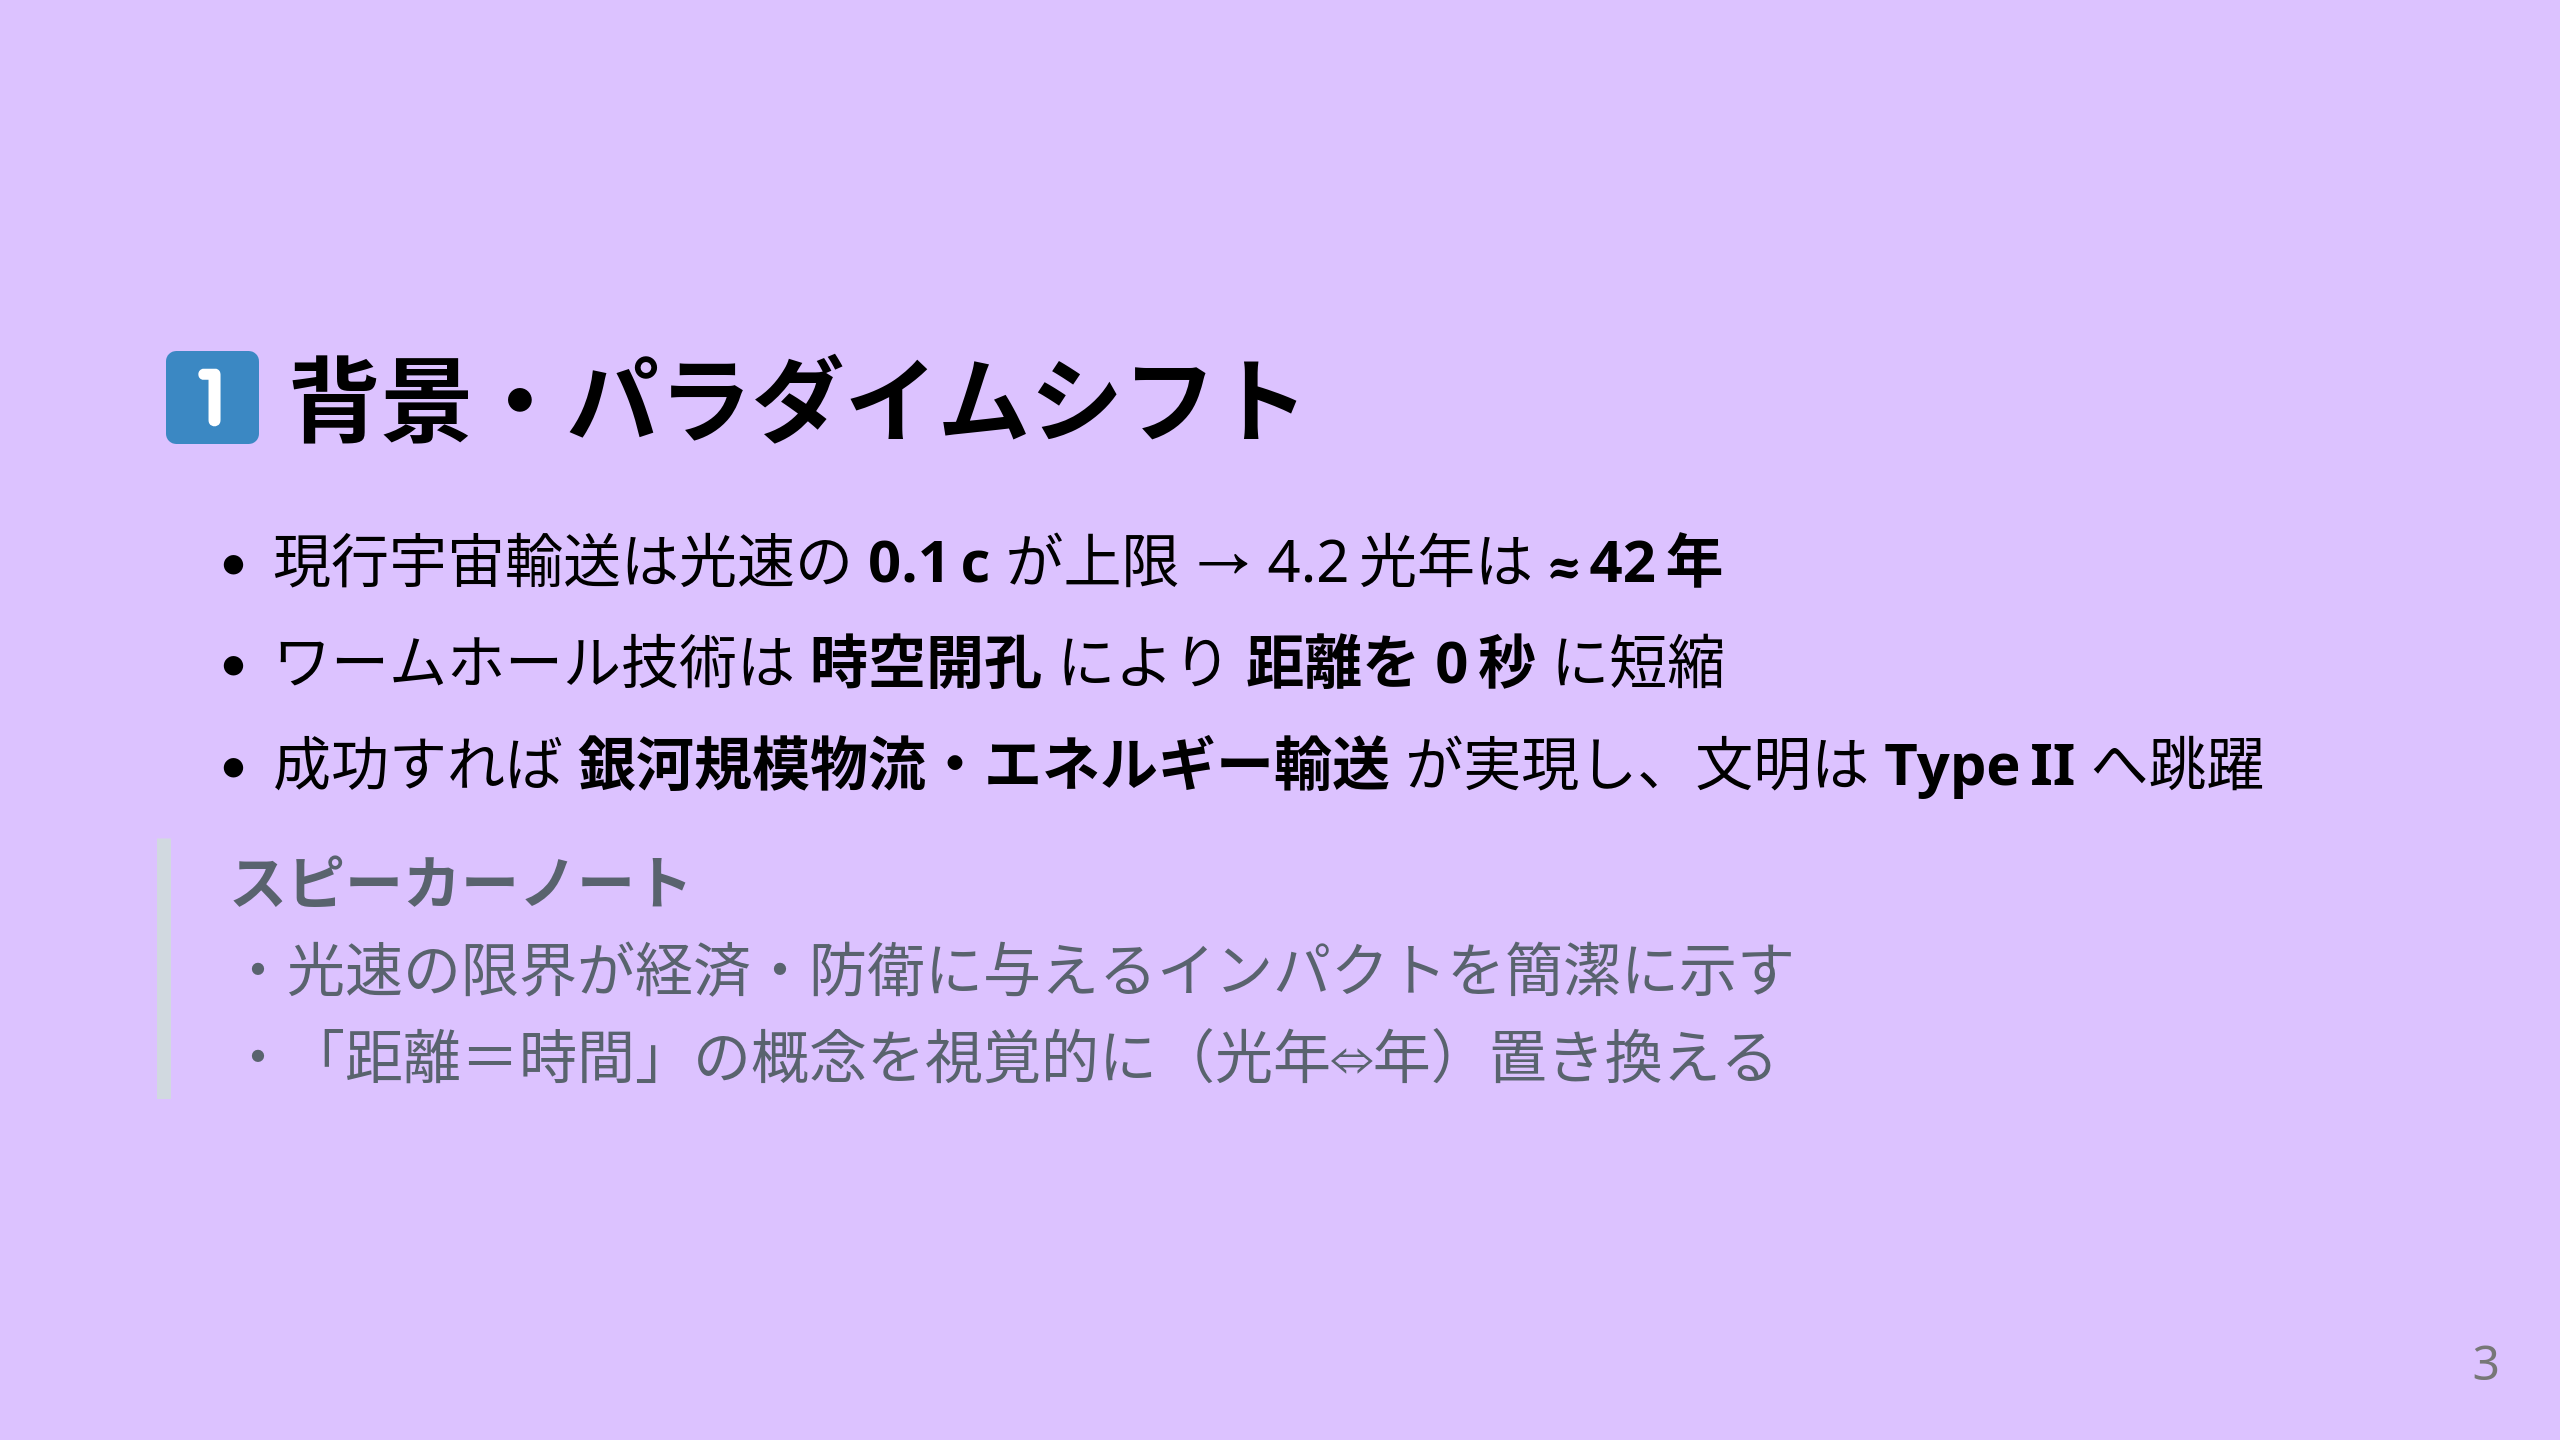 1️⃣ 背景・パラダイムシフト
• 現行宇宙輸送は光速の 0.1 c が上限 → 4.2 光年は ≈ 42 年
• ワームホール技術は 時空開孔 により 距離を 0 秒 に短縮
• 成功すれば 銀河規模物流・エネルギー輸送 が実現し、文明は Type II へ跳躍
スピーカーノート
・光速の限界が経済・防衛に与えるインパクトを簡潔に示す
・「距離＝時間」の概念を視覚的に（光年⇔年）置き換える
3